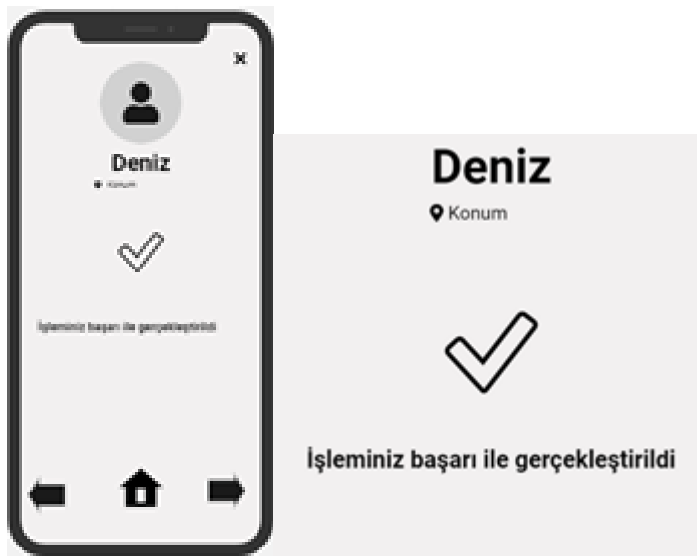 Deniz
Konum
İşleminiz başarı ile gerçekleştirildi
Deniz
Konum
İşleminiz başarı ile gerçekleştirildi